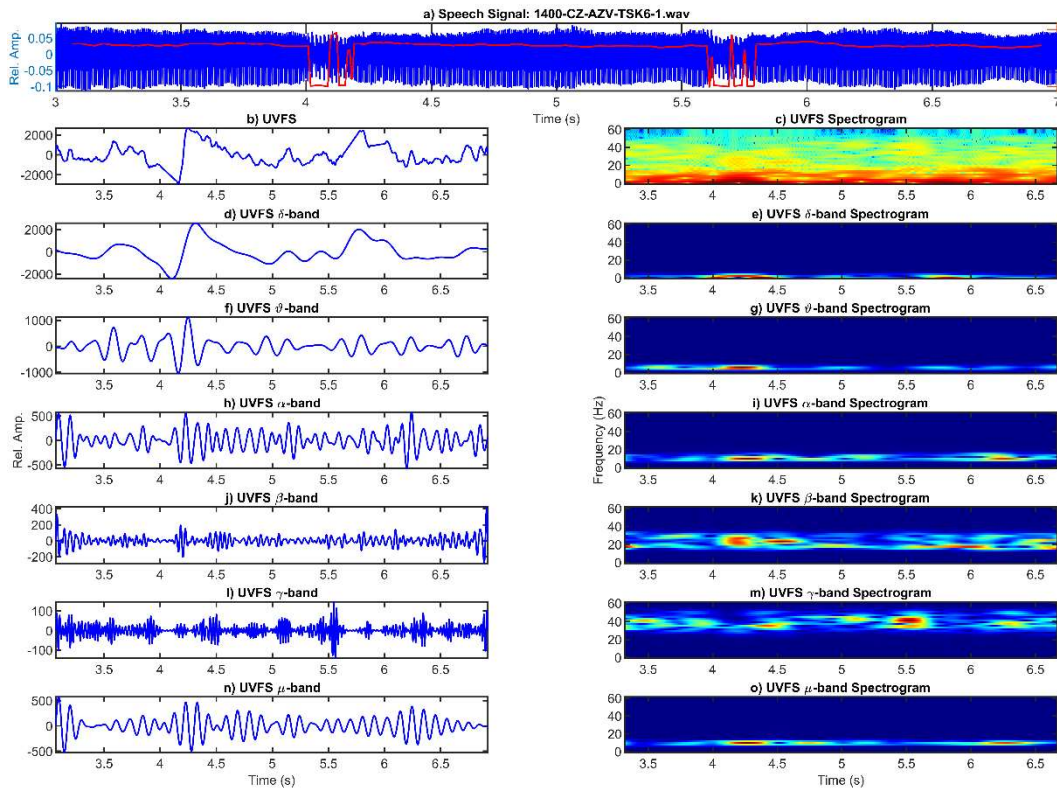 a) Speech Signal: 1400-CZ-AZV-TSK6-1.wav
Rel. Amp.
0.05
0
-0.05
-0.1
3 3.5 4 4.5 5 5.5 6 6.5 7
Time (s)
b) UVFS
2000
0
-2000
3.5 4 4.5 5 5.5 6 6.5
c) UVFS Spectrogram
60
40
20
0
3.5 4 4.5 5 5.5 6 6.5
d) UVFS δ-band
2000
0
-2000
3.5 4 4.5 5 5.5 6 6.5
e) UVFS δ-band Spectrogram
60
40
20
0
3.5 4 4.5 5 5.5 6 6.5
f) UVFS ϑ-band
1000
0
-1000
3.5 4 4.5 5 5.5 6 6.5
g) UVFS ϑ-band Spectrogram
60
40
20
0
3.5 4 4.5 5 5.5 6 6.5
h) UVFS α-band
Rel. Amp.
500
0
-500
3.5 4 4.5 5 5.5 6 6.5
i) UVFS α-band Spectrogram
Frequency (Hz)
60
40
20
0
3.5 4 4.5 5 5.5 6 6.5
j) UVFS β-band
400
200
0
-200
3.5 4 4.5 5 5.5 6 6.5
k) UVFS β-band Spectrogram
60
40
20
0
3.5 4 4.5 5 5.5 6 6.5
l) UVFS γ-band
100
0
-100
3.5 4 4.5 5 5.5 6 6.5
m) UVFS γ-band Spectrogram
60
40
20
0
3.5 4 4.5 5 5.5 6 6.5
n) UVFS μ-band
500
0
-500
3.5 4 4.5 5 5.5 6 6.5
Time (s)
o) UVFS μ-band Spectrogram
60
40
20
0
3.5 4 4.5 5 5.5 6 6.5
Time (s)